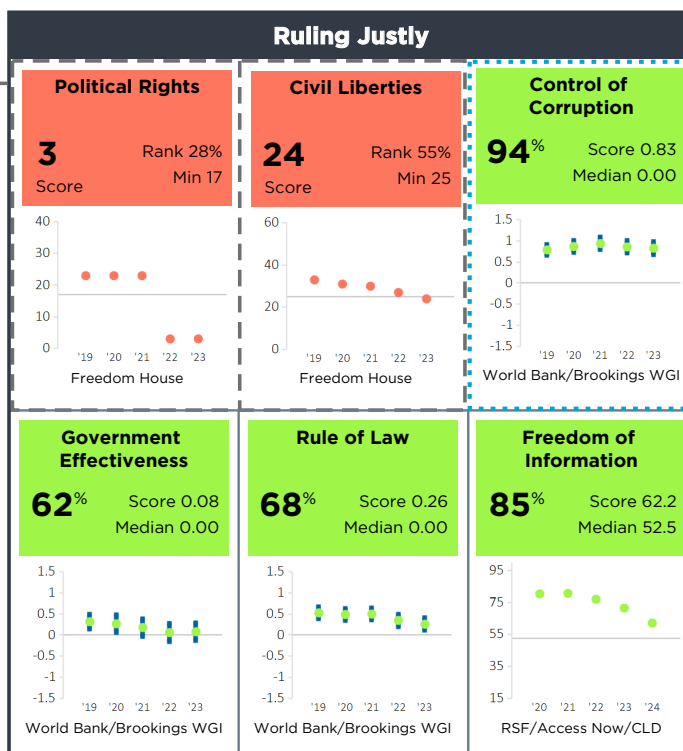 Ruling Justly
Political Rights
3
Score
Rank 28%
Min 17
40
30
20
10
0
'19 '20 '21 '22 '23
Freedom House
Civil Liberties
24
Score
Rank 55%
Min 25
60
40
20
0
'19 '20 '21 '22 '23
Freedom House
Control of
Corruption
94%
Score 0.83
Median 0.00
1.5
1
0.5
0
-0.5
-1
-1.5
'19 '20 '21 '22 '23
World Bank/Brookings WGI
Government
Effectiveness
62%
Score 0.08
Median 0.00
1.5
1
0.5
0
-0.5
-1
-1.5
'19 '20 '21 '22 '23
World Bank/Brookings WGI
Rule of Law
68%
Score 0.26
Median 0.00
1.5
1
0.5
0
-0.5
-1
-1.5
'19 '20 '21 '22 '23
World Bank/Brookings WGI
Freedom of
Information
85%
Score 62.2
Median 52.5
95
75
55
35
15
'20 '21 '22 '23 '24
RSF/Access Now/CLD